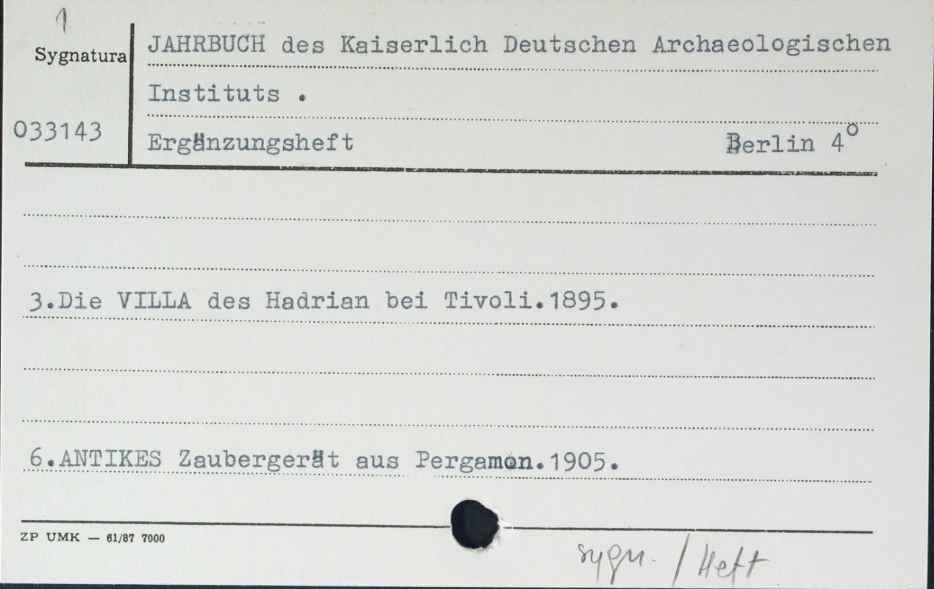 1
Sygnatura
JAHRBUCH des Kaiserlich Deutschen Archaeologischen
Instituts .
033143
Ergänzungsheft Berlin 4°
3.Die VILLA des Hadrian bei Tivoli.1895.
6.ANTIKES Zaubergerät aus Pergamon.1905.
ZP UMK — 61/87 7000
sygn. / Heft